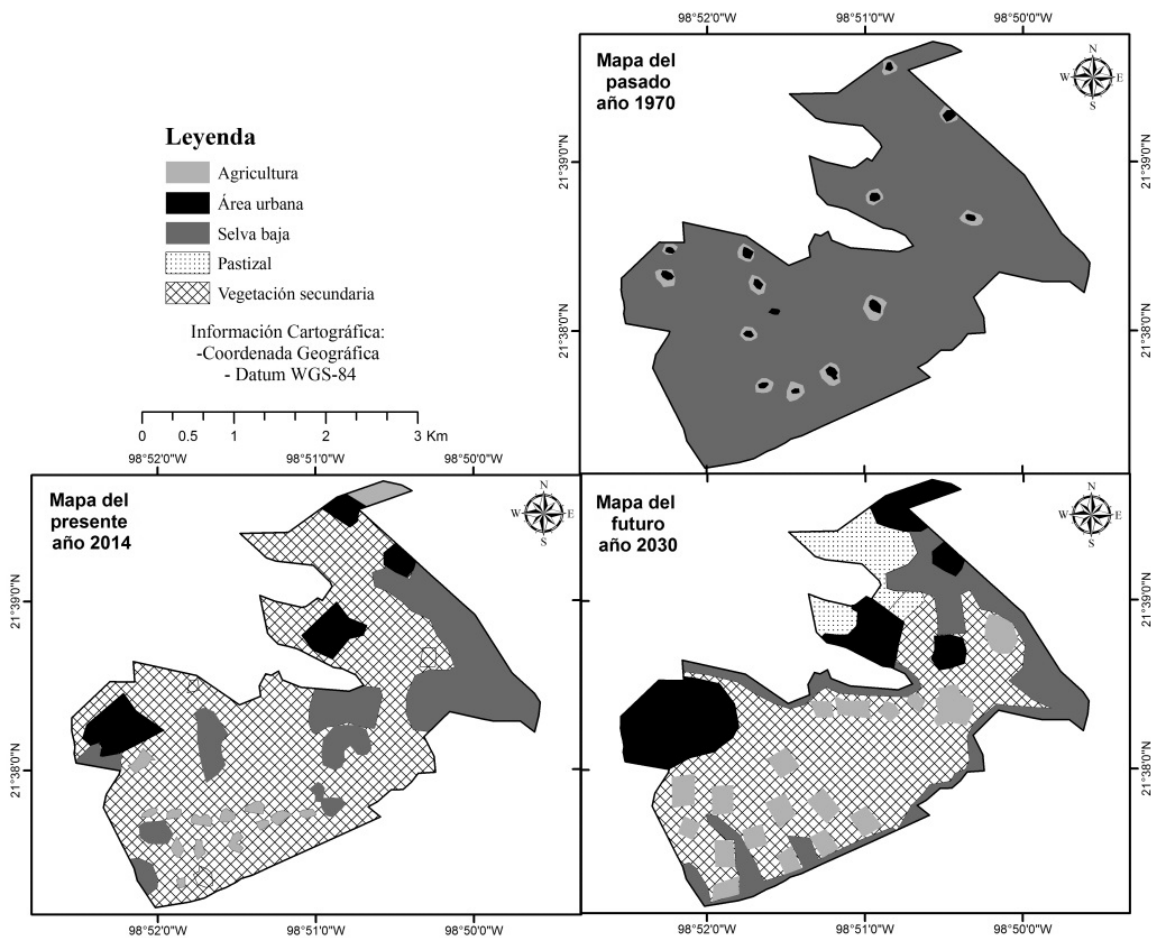 98°52'0"W 98°51'0"W 98°50'0"W
Mapa del
pasado
año 1970
N
W E
S
21°39'0"N 21°39'0"N
21°38'0"N 21°38'0"N
Leyenda
Agricultura
Área urbana
Selva baja
Pastizal
Vegetación secundaria
Información Cartográfica:
-Coordenada Geográfica
- Datum WGS-84
0 0.5 1 2 3 Km
98°52'0"W 98°51'0"W 98°50'0"W
Mapa del
presente
año 2014
N
W E
S
21°39'0"N
21°38'0"N
Mapa del
futuro
año 2030
N
W E
S
21°39'0"N
21°38'0"N
98°52'0"W 98°51'0"W 98°50'0"W
98°52'0"W 98°51'0"W 98°50'0"W